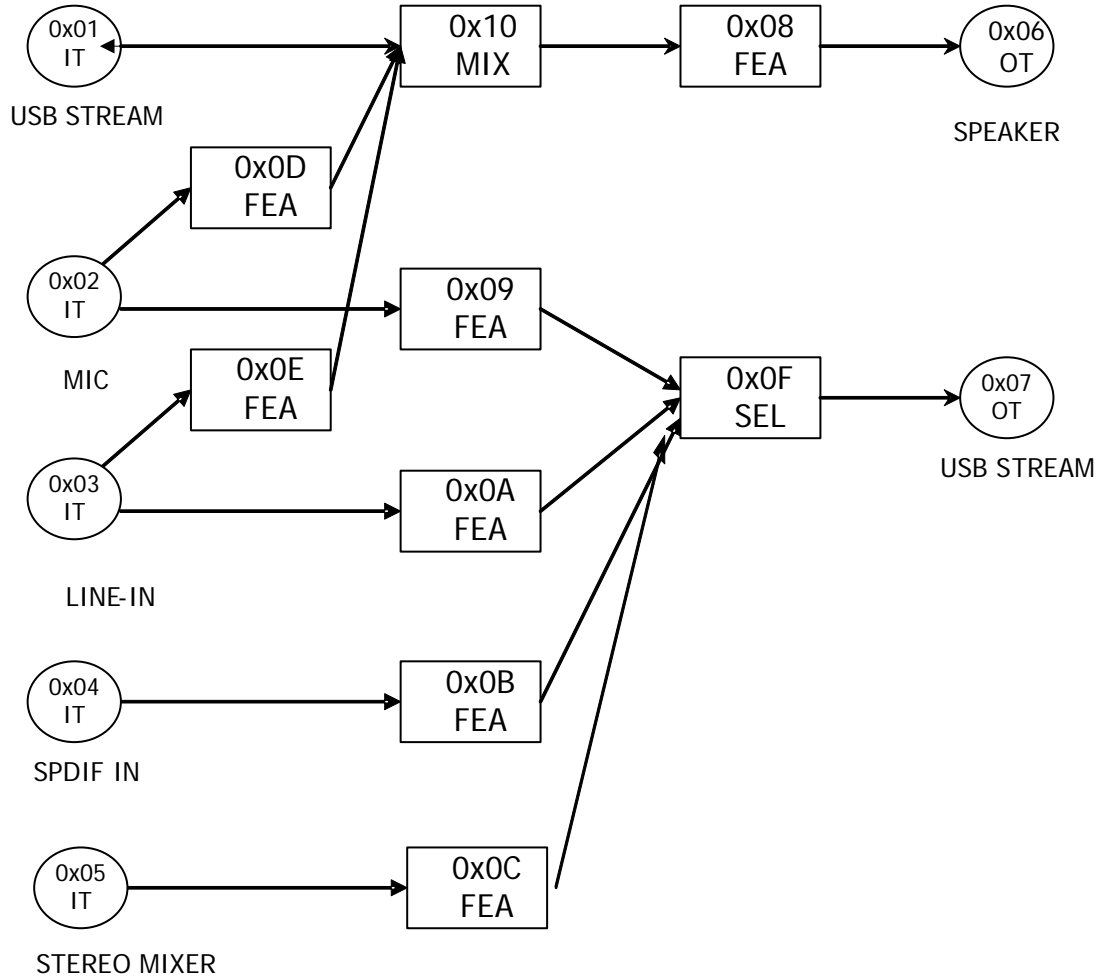 0x01
IT
USB STREAM
0x10
MIX
0x08
FEA
0x06
OT
SPEAKER
0x0D
FEA
0x02
IT
MIC
0x09
FEA
0x0E
FEA
0x0F
SEL
0x07
OT
USB STREAM
0x03
IT
LINE-IN
0x0A
FEA
0x04
IT
SPDIF IN
0x0B
FEA
0x05
IT
STEREO MIXER
0x0C
FEA